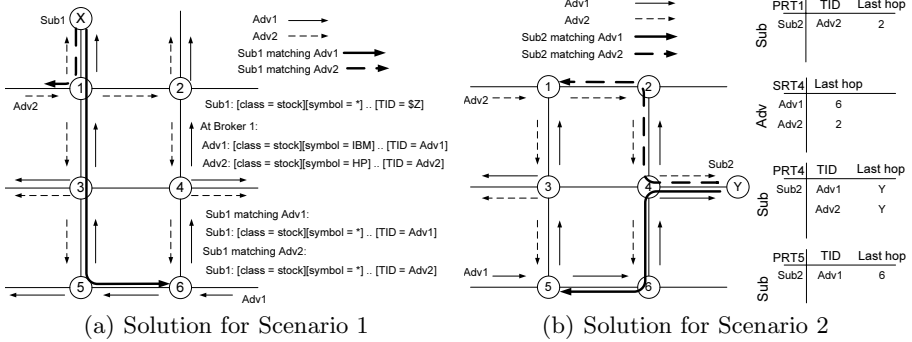 X
Sub1
Adv1
Adv2
Sub1 matching Adv1
Sub1 matching Adv2
1
2
Adv2
Sub1: [class = stock][symbol = *] .. [TID = $Z]
At Broker 1:
Adv1: [class = stock][symbol = IBM] .. [TID = Adv1]
Adv2: [class = stock][symbol = HP] .. [TID = Adv2]
3
4
Sub1 matching Adv1:
Sub1: [class = stock][symbol = *] .. [TID = Adv1]
Sub1 matching Adv2:
Sub1: [class = stock][symbol = *] .. [TID = Adv2]
5
6
Adv1
(a) Solution for Scenario 1
Adv1
Adv2
Sub2 matching Adv1
Sub2 matching Adv2
1
2
Adv2
Sub2
3
4
Y
Adv1
5
6
(b) Solution for Scenario 2
PRT1 TID Last hop
Sub Sub2 Adv2 2
SRT4 Last hop
Adv Adv1 6
Adv2 2
PRT4 TID Last hop
Sub Sub2 Adv1 Y
Adv2 Y
PRT5 TID Last hop
Sub Sub2 Adv1 6